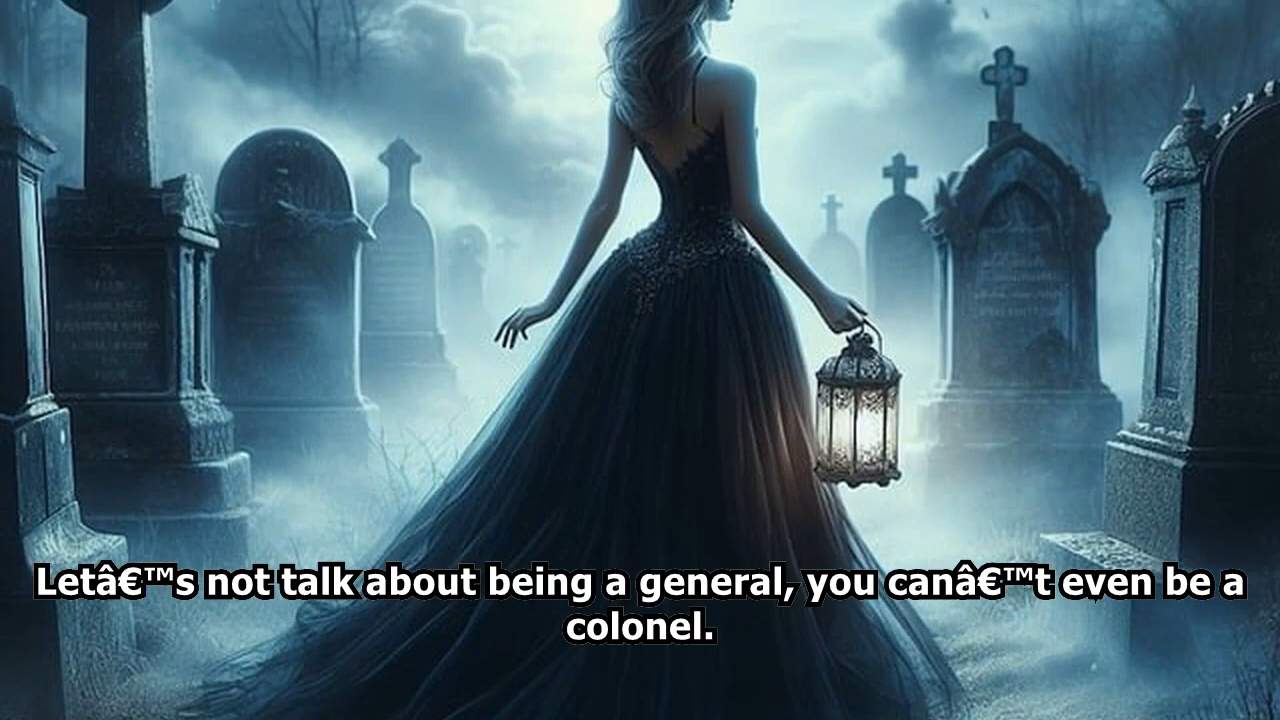 Letâ€™s not talk about being a general, you canâ€™t even be a
colonel.